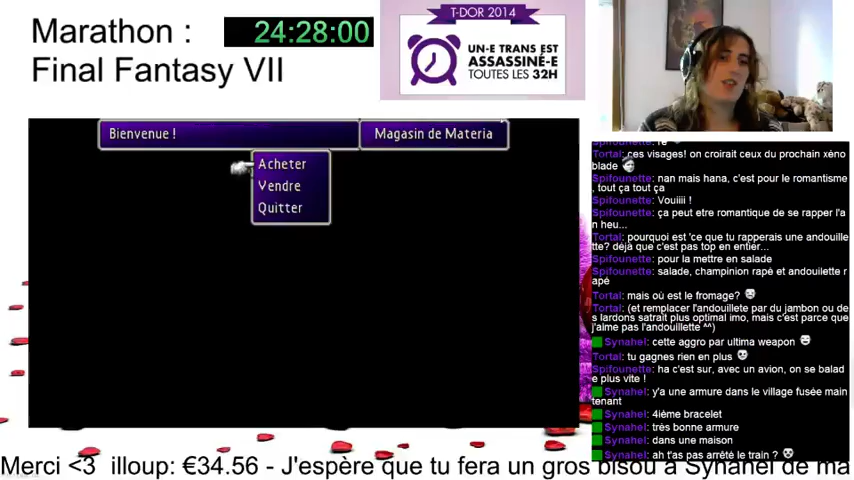 Marathon :
Final Fantasy VII
24:28:00
T-DOR 2014
UN-E TRANS EST
ASSASSINÉ-E
TOUTES LES 32H
Bienvenue !
Magasin de Materia
Acheter
Vendre
Quitter
Tortal: ces visages! on croirait ceux du prochain xéno
blade
Spifounette: nan mais hana, c'est pour le romantisme
, tout ça tout ça
Spifounette: Vouiiii !
Spifounette: ça peut etre romantique de se rapper l'a
n heu...
Tortal: pourquoi est 'ce que tu rapperais une andouille
tte? déjà que c'est pas top en entier...
Spifounette: pour la mettre en salade
Spifounette: salade, champinion rapé et andouilette r
apé
Tortal: mais où est le fromage?
Tortal: (et remplacer l'andouillete par du jambon ou de
s lardons satrait plus optimal imo, mais c'est parce que
j'aime pas l'andouillette ^^)
Synahel: cette aggro par ultima weapon
Tortal: tu gagnes rien en plus
Spifounette: ha c'est sur, avec un avion, on se balad
e plus vite !
Synahel: y'a une armure dans le village fusée main
tenant
Synahel: 4ième bracelet
Synahel: très bonne armure
Synahel: dans une maison
Synahel: ah t'as pas arrêté le train ?
Merci <3 illoup: €34.56 - J'espère que tu fera un gros bisou à Synahel de ma